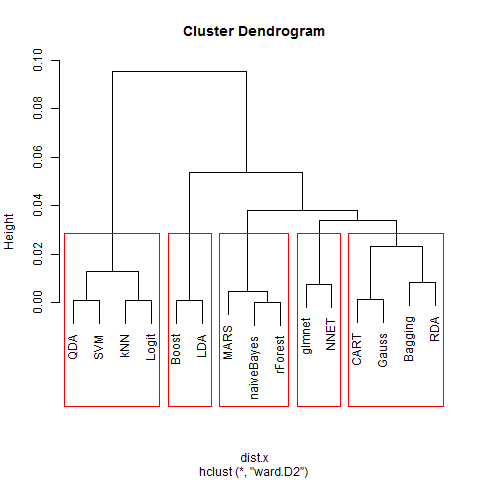 Cluster Dendrogram
Height
0.00 0.02 0.04 0.06 0.08 0.10
QDA
SVM
kNN
Logit
Boost
LDA
MARS
naiveBayes
rForest
glmnet
NNET
CART
Gauss
Bagging
RDA
dist.x
hclust (*, "ward.D2")